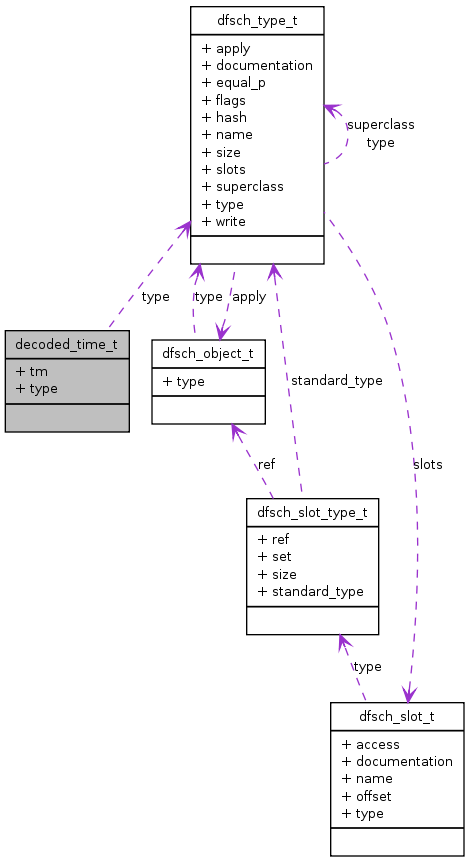 dfsch_type_t
+ apply
+ documentation
+ equal_p
+ flags
+ hash
+ name
+ size
+ slots
+ superclass
+ type
+ write
superclass
type
type
type
apply
decoded_time_t
+ tm
+ type
dfsch_object_t
+ type
standard_type
ref
slots
dfsch_slot_type_t
+ ref
+ set
+ size
+ standard_type
type
dfsch_slot_t
+ access
+ documentation
+ name
+ offset
+ type